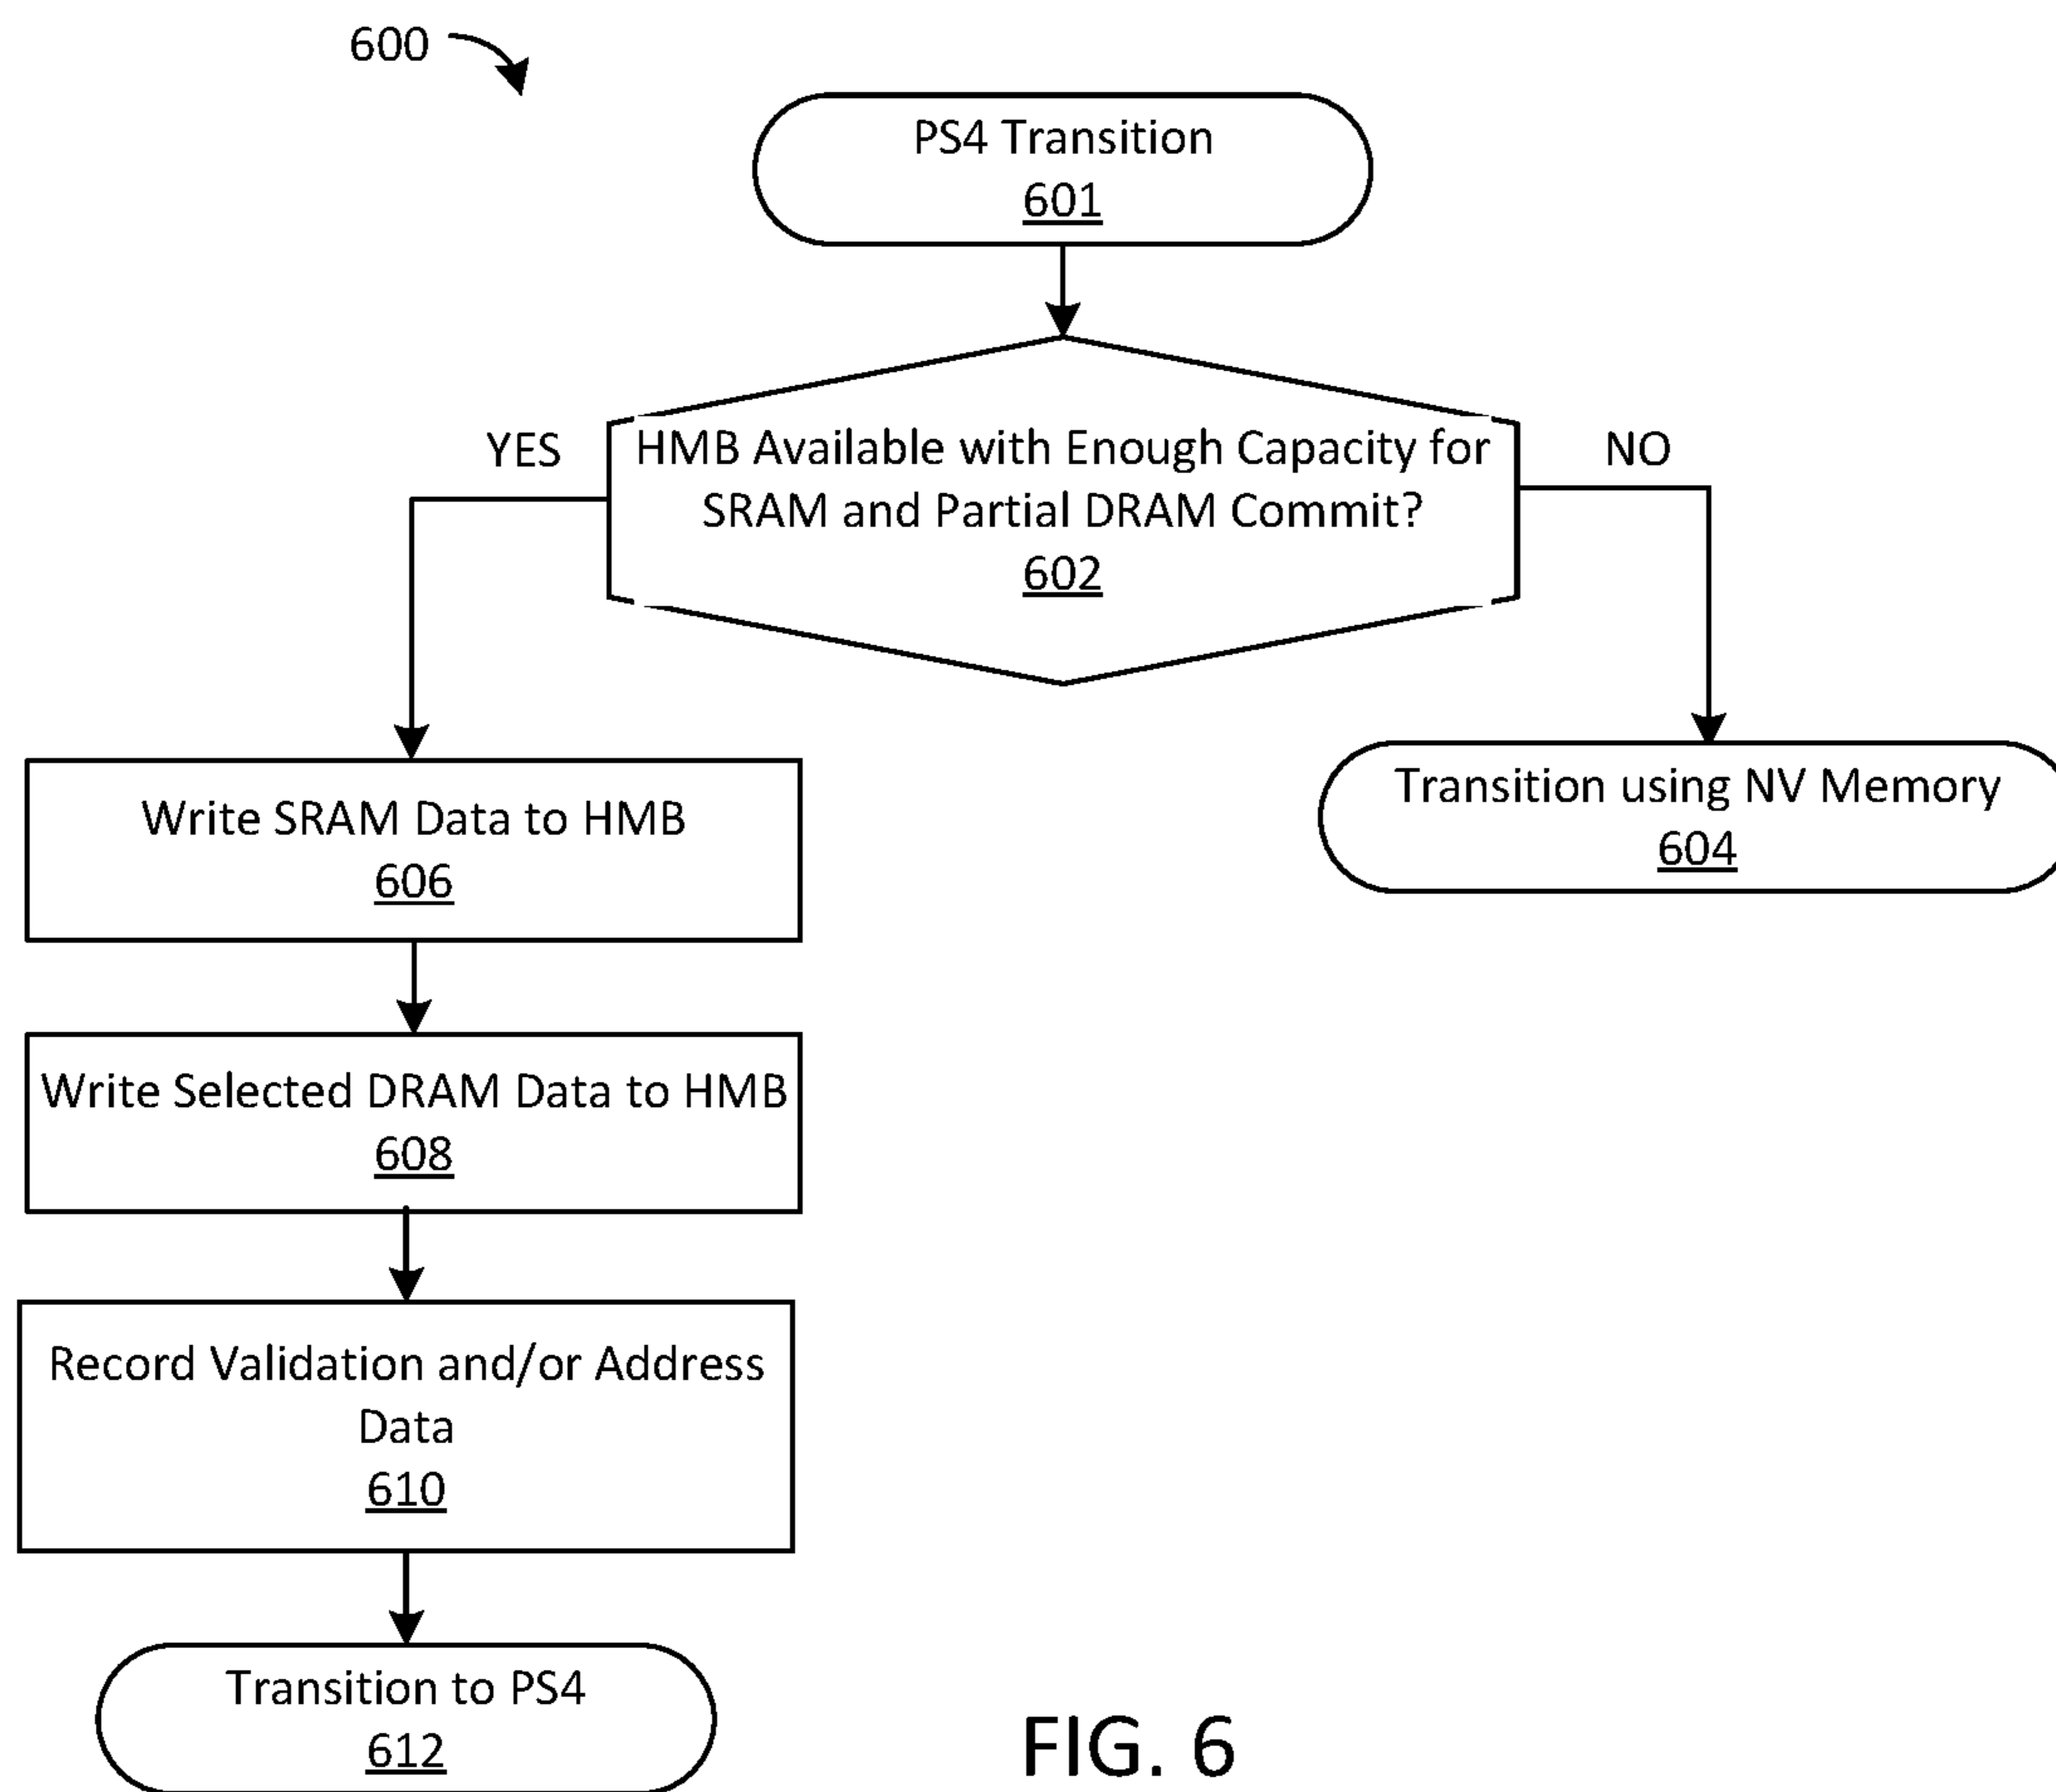 600
PS4 Transition
601
HMB Available with Enough Capacity for
SRAM and Partial DRAM Commit?
602
YES
NO
Transition using NV Memory
604
Write SRAM Data to HMB
606
Write Selected DRAM Data to HMB
608
Record Validation and/or Address
Data
610
Transition to PS4
612
FIG. 6